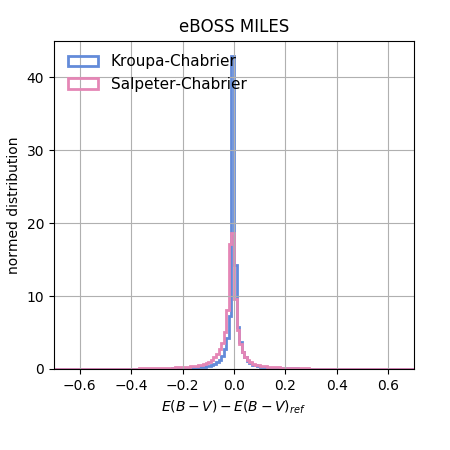 eBOSS MILES
Kroupa-Chabrier
Salpeter-Chabrier
normed distribution
40
30
20
10
0
−0.6 −0.4 −0.2 0.0 0.2 0.4 0.6
E(B − V) − E(B − V)ref